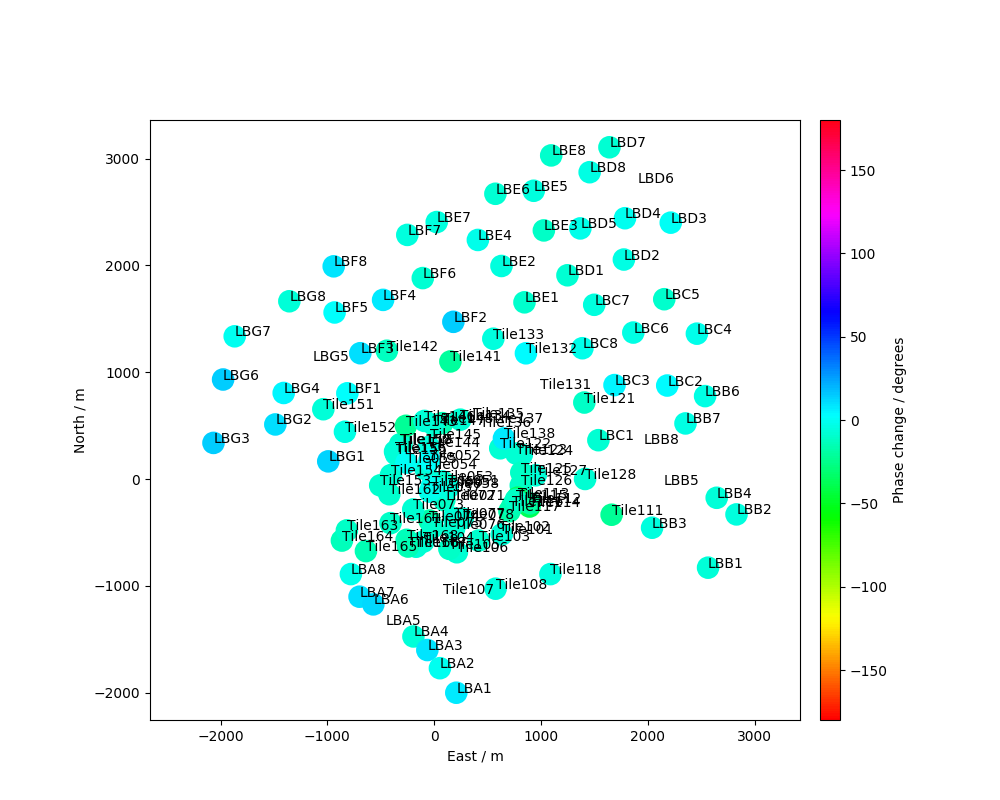 LBE8
LBD7
LBD8
LBD6
LBE6
LBE5
LBE7
LBD4
LBD3
LBF7
LBE3
LBD5
LBE4
LBD2
LBF8
LBE2
LBF6
LBD1
LBG8
LBF4
LBE1
LBC7
LBC5
LBF5
LBF2
LBG7
Tile133
LBC6
LBC4
LBG5
LBF3
Tile142
Tile141
Tile132
LBC8
LBG6
LBG4
LBF1
Tile131
LBC3
LBC2
LBB6
Tile151
Tile121
LBG2
Tile152
Tile135
Tile137
Tile136
LBB7
LBG3
Tile145
Tile144
Tile138
Tile122
LBC1
LBB8
LBG1
Tile052
Tile054
Tile124
Tile154
Tile053
Tile125
Tile127
Tile128
Tile153
Tile126
LBB5
Tile162
LBB4
Tile073
Tile117
Tile114
Tile111
LBB2
Tile163
Tile102
Tile101
LBB3
Tile164
Tile103
Tile165
Tile106
LBA8
Tile118
LBB1
Tile107
Tile108
LBA7
LBA6
LBA5
LBA4
LBA3
LBA2
LBA1
3000
2000
1000
0
−1000
−2000
North / m
−2000
−1000
0
1000
2000
3000
East / m
150
100
50
0
−50
−100
−150
Phase change / degrees